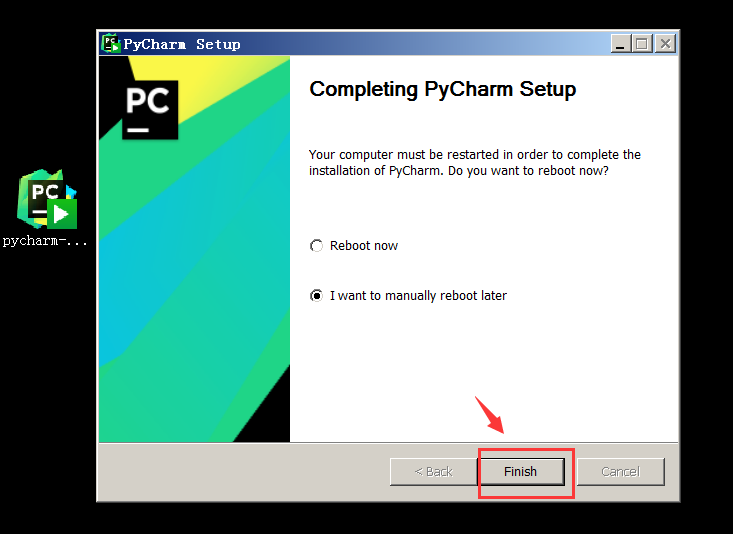 PyCharm Setup
PC
Completing PyCharm Setup
Your computer must be restarted in order to complete the
installation of PyCharm. Do you want to reboot now?
PC
pycharm-...
Reboot now
I want to manually reboot later
< Back
Finish
Cancel